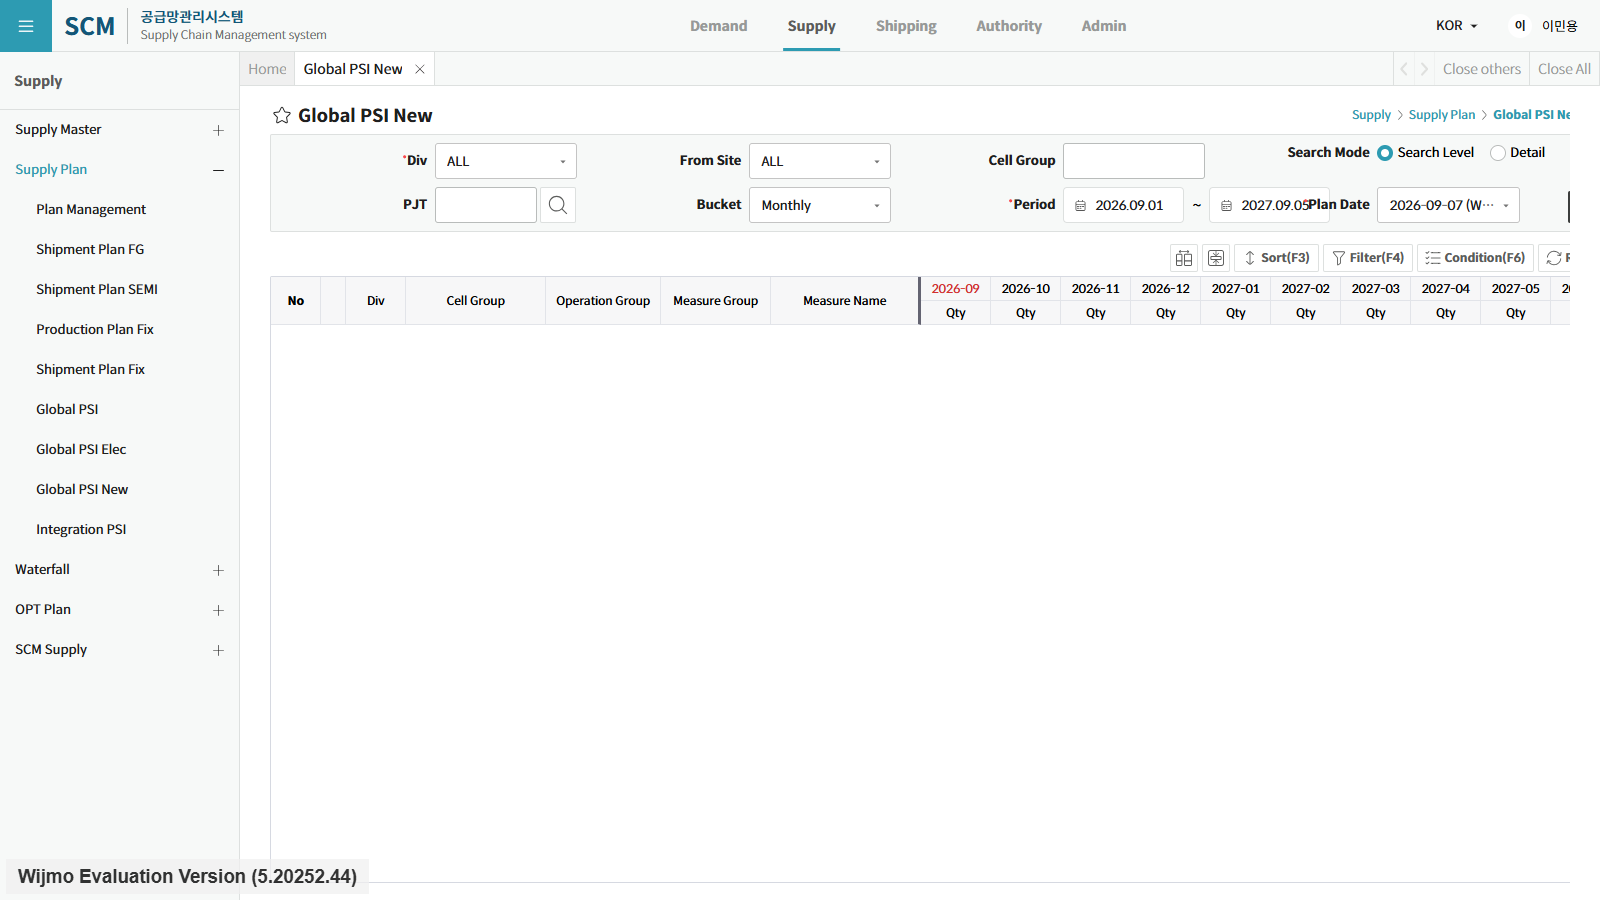 SCM
공급망관리시스템
Supply Chain Management system
Demand
Supply
Shipping
Authority
Admin
KOR
이
이민용
Supply
Home
Global PSI New
Close others
Close All
Supply Master
Supply Plan
Plan Management
Shipment Plan FG
Shipment Plan SEMI
Production Plan Fix
Shipment Plan Fix
Global PSI
Global PSI Elec
Global PSI New
Integration PSI
Waterfall
OPT Plan
SCM Supply
Global PSI New
Supply > Supply Plan > Global PSI Ne
*Div ALL
From Site ALL
Cell Group
Search Mode Search Level Detail
PJT
Bucket Monthly
*Period 2026.09.01 ~ 2027.09.05
*Plan Date 2026-09-07 (W···
Sort(F3)
Filter(F4)
Condition(F6)
No Div Cell Group Operation Group Measure Group Measure Name
2026-09 2026-10 2026-11 2026-12 2027-01 2027-02 2027-03 2027-04 2027-05
Qty Qty Qty Qty Qty Qty Qty Qty Qty
Wijmo Evaluation Version (5.20252.44)